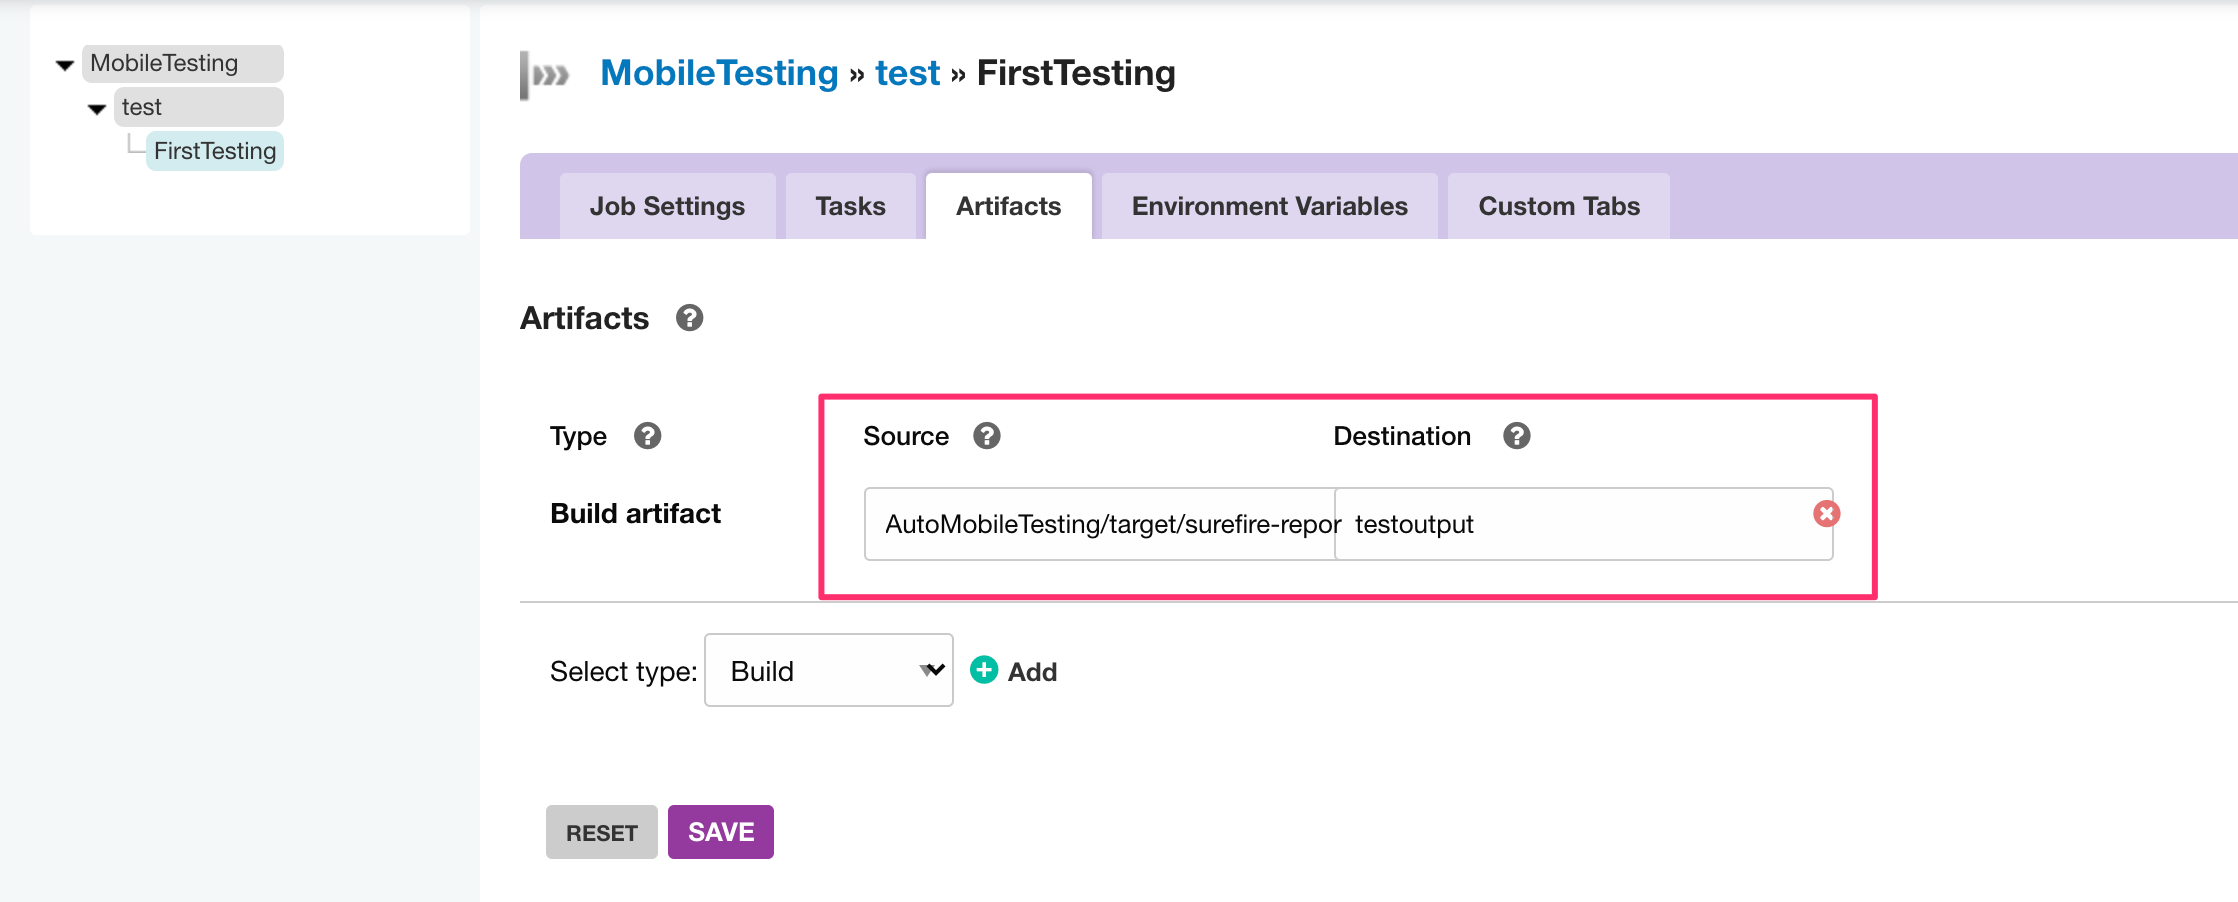 MobileTesting
test
FirstTesting
MobileTesting » test » FirstTesting
Job Settings Tasks Artifacts Environment Variables Custom Tabs
Artifacts
Type Source Destination
Build artifact AutoMobileTesting/target/surefire-repor testoutput
Select type: Build Add
RESET SAVE